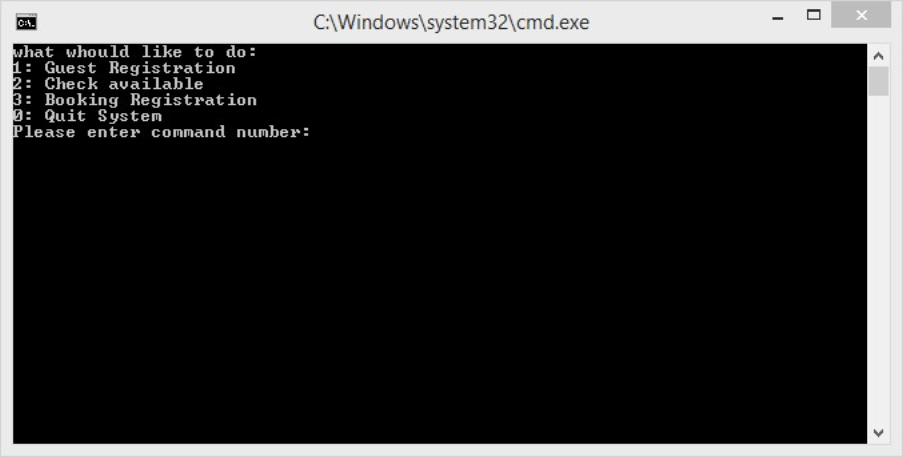 C:\Windows\system32\cmd.exe
what whould like to do:
1: Guest Registration
2: Check available
3: Booking Registration
0: Quit System
Please enter command number: